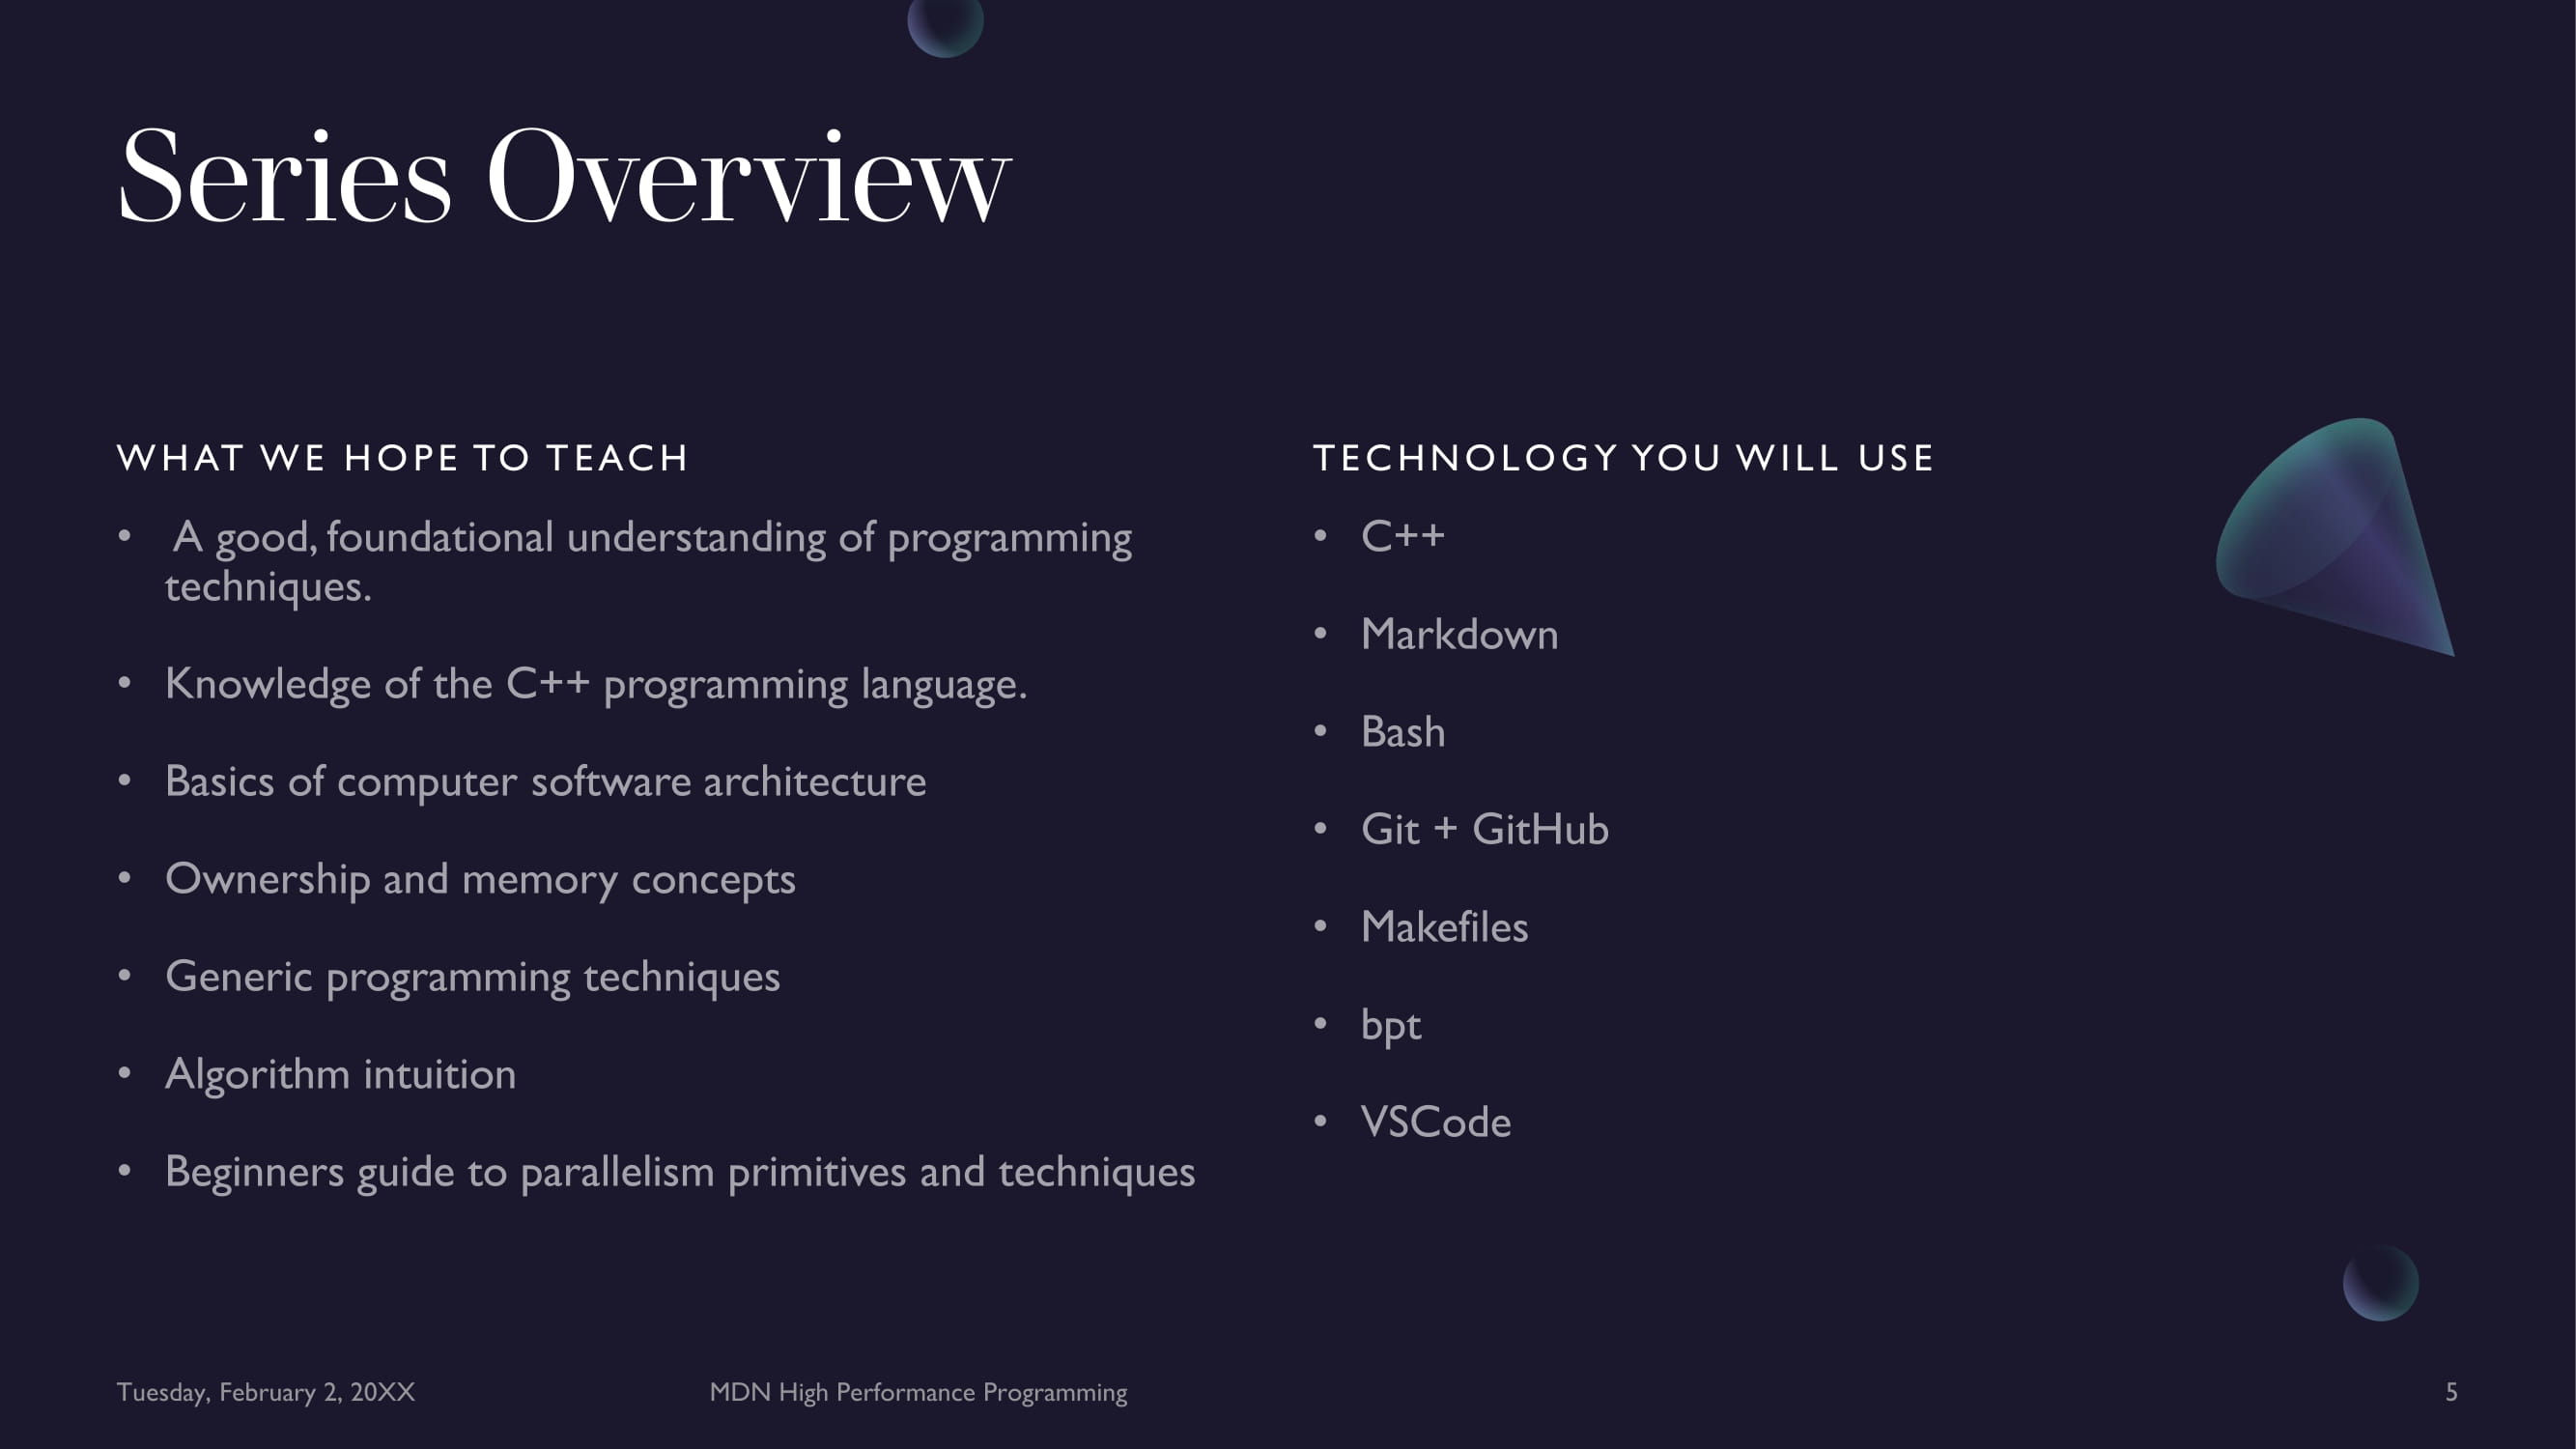 Series Overview
WHAT WE HOPE TO TEACH
• A good, foundational understanding of programming
techniques.
• Knowledge of the C++ programming language.
• Basics of computer software architecture
• Ownership and memory concepts
• Generic programming techniques
• Algorithm intuition
• Beginners guide to parallelism primitives and techniques
TECHNOLOGY YOU WILL USE
• C++
• Markdown
• Bash
• Git + GitHub
• Makefiles
• bpt
• VSCode
Tuesday, February 2, 20XX
MDN High Performance Programming
5